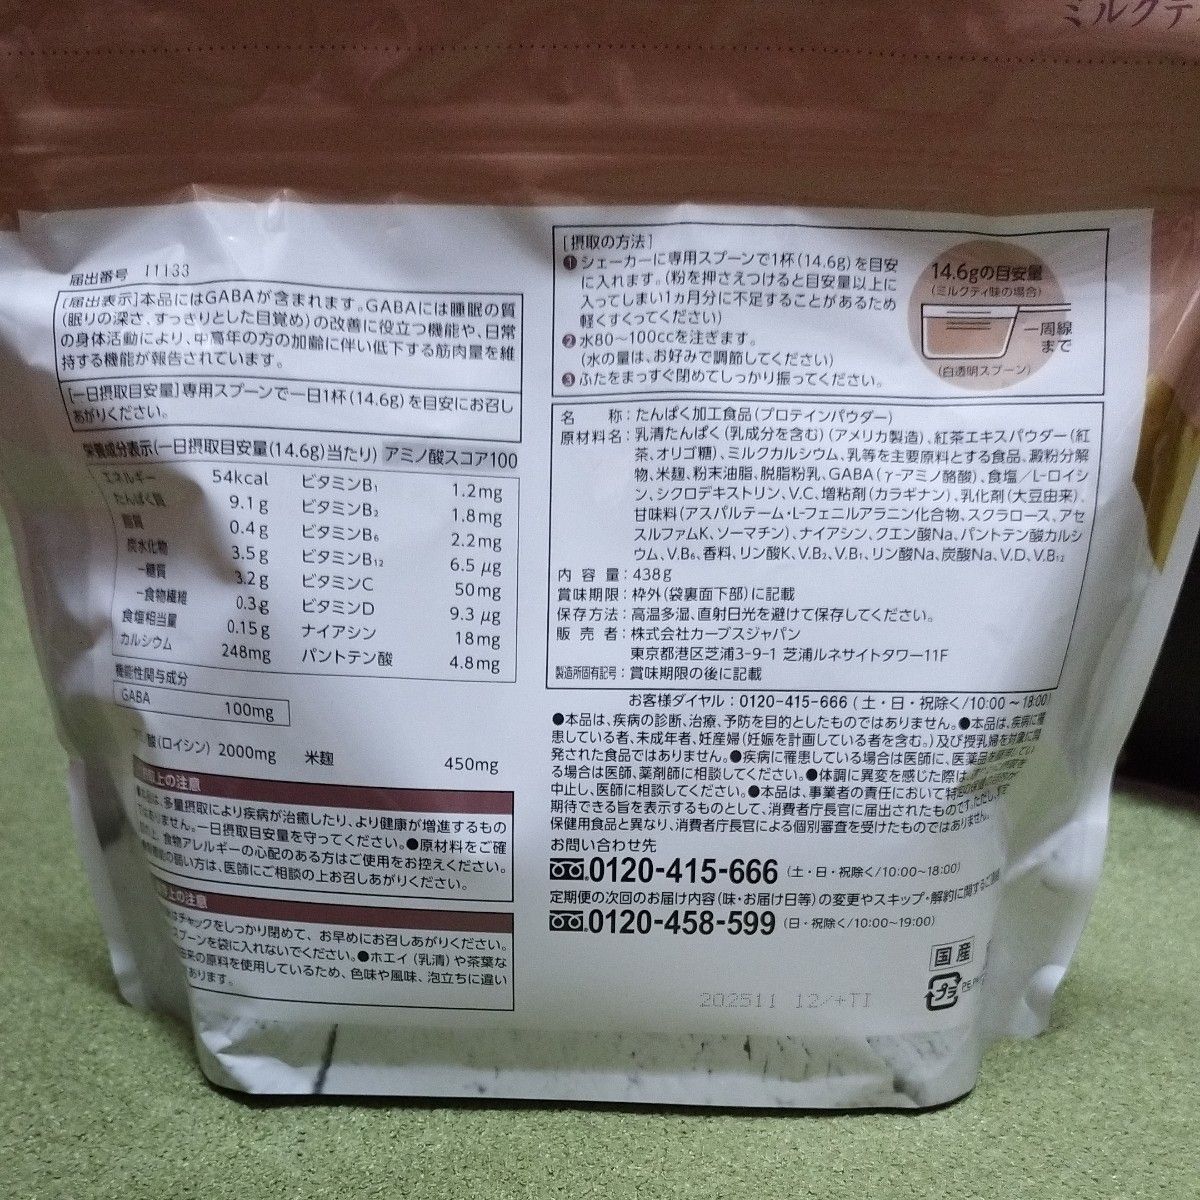 ミルクテ
届出番号 I1133
[届出表示]本品にはGABAが含まれます。GABAには睡眠の質
(眠りの深さ、すっきりとした目覚め)の改善に役立つ機能や、日常
の身体活動により、中高年の方の加齢に伴い低下する筋肉量を維
持する機能が報告されています。
[一日摂取目安量]専用スプーンで一日1杯(14.6g)を目安にお召し
あがりください。
栄養成分表示(一日摂取目安量(14.6g)当たり) アミノ酸スコア100
エネルギー 54kcal ビタミンB₁ 1.2mg
たんぱく質 9.1g ビタミンB₂ 1.8mg
脂質 0.4g ビタミンB₆ 2.2mg
炭水化物 3.5g ビタミンB₁₂ 6.5μg
-糖質 3.2g ビタミンC 50mg
-食物繊維 0.3g ビタミンD 9.3μg
食塩相当量 0.15g ナイアシン 18mg
カルシウム 248mg パントテン酸 4.8mg
機能性関与成分
GABA 100mg
酸(ロイシン) 2000mg 米麹 450mg
上の注意
本品は、多量摂取により疾病が治癒したり、より健康が増進するもの
ではありません。一日摂取目安量を守ってください。●原材料をご確
認の上、食物アレルギーの心配のある方はご使用をお控えください。
の弱い方は、医師にご相談の上お召しあがりください。
上の注意
はチャックをしっかり閉めて、お早めにお召しあがりください。
スプーンを袋に入れないでください。●ホエイ(乳清)や茶葉な
由来の原料を使用しているため、色味や風味、泡立ちに違い
あります。
[摂取の方法]
❶シェーカーに専用スプーンで1杯(14.6g)を目安
に入れます。(粉を押さえつけると目安量以上に
入ってしまい1ヵ月分に不足することがあるため
軽くすくってください)
❷水80~100ccを注ぎます。
(水の量は、お好みで調節してください)
❸ふたをまっすぐ閉めてしっかり振ってください。
14.6gの目安量
(ミルクティ味の場合)
一周線
まで
(白透明スプーン)
名 称:たんぱく加工食品(プロテインパウダー)
原材料名:乳清たんぱく(乳成分を含む)(アメリカ製造)、紅茶エキスパウダー(紅
茶、オリゴ糖)、ミルクカルシウム、乳等を主要原料とする食品、澱粉分解
物、米麹、粉末油脂、脱脂粉乳、GABA(γ-アミノ酪酸)、食塩/L-ロイシ
ン、シクロデキストリン、V.C、増粘剤(カラギナン)、乳化剤(大豆由来)、
甘味料(アスパルテーム・L-フェニルアラニン化合物、スクラロース、アセ
スルファムK、ソーマチン)、ナイアシン、クエン酸Na、パントテン酸カルシ
ウム、V.B₆、香料、リン酸K、V.B₂、V.B₁、リン酸Na、炭酸Na、V.D、V.B₁₂
内 容 量:438g
賞味期限:枠外(袋裏面下部)に記載
保存方法:高温多湿、直射日光を避けて保存してください。
販 売 者:株式会社カーブスジャパン
東京都港区芝浦3-9-1 芝浦ルネサイトタワー11F
製造所固有記号:賞味期限の後に記載
お客様ダイヤル:0120-415-666(土・日・祝除く/10:00~18:00)
●本品は、疾病の診断、治療、予防を目的としたものではありません。●本品は、疾病に罹
患している者、未成年者、妊産婦(妊娠を計画している者を含む。)及び授乳婦を対象に開
発された食品ではありません。●疾病に罹患している場合は医師に、医薬品を服用してい
る場合は医師、薬剤師に相談してください。●体調に異変を感じた際は、
中止し、医師に相談してください。●本品は、事業者の責任において特定の保健の目的が
期待できる旨を表示するものとして、消費者庁長官に届出されたものです。ただし、特定
保健用食品と異なり、消費者庁長官による個別審査を受けたものではありません。
お問い合わせ先
0120-415-666 (土・日・祝除く/10:00~18:00)
定期便の次回のお届け内容(味・お届け日等)の変更やスキップ・解約に関するご連絡
0120-458-599 (日・祝除く/10:00~19:00)
国産
プラ
202511 12/+TI